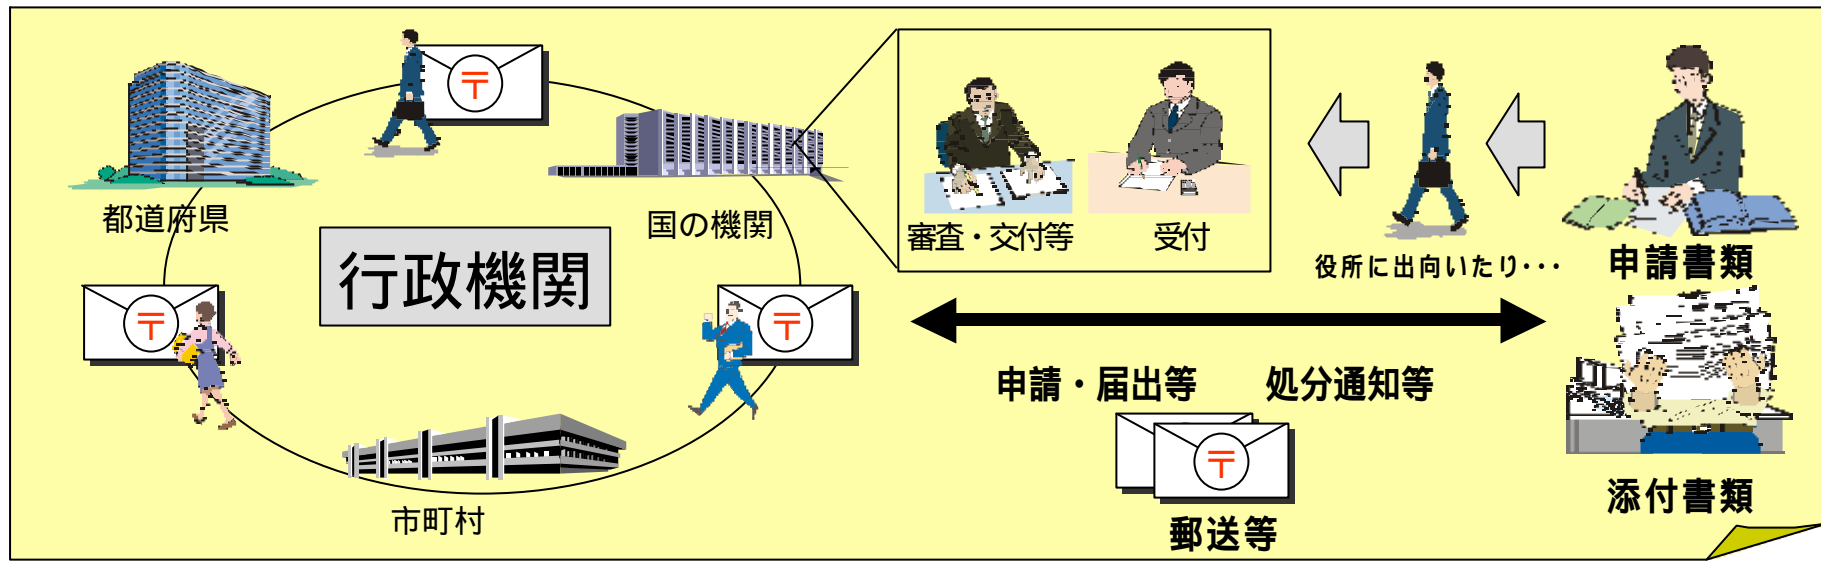 〒
都道府県
国の機関
行政機関
〒
〒
市町村
審査・交付等
受付
役所に出向いたり・・・
申請書類
申請・届出等
処分通知等
〒
郵送等
添付書類